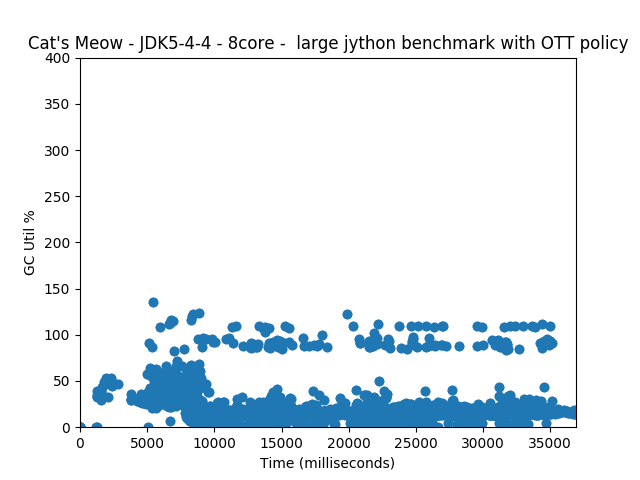 Cat's Meow - JDK5-4-4 - 8core -  large jython benchmark with OTT policy
400
350
300
250
200
150
100
50
0
GC Util %
0 5000 10000 15000 20000 25000 30000 35000
Time (milliseconds)